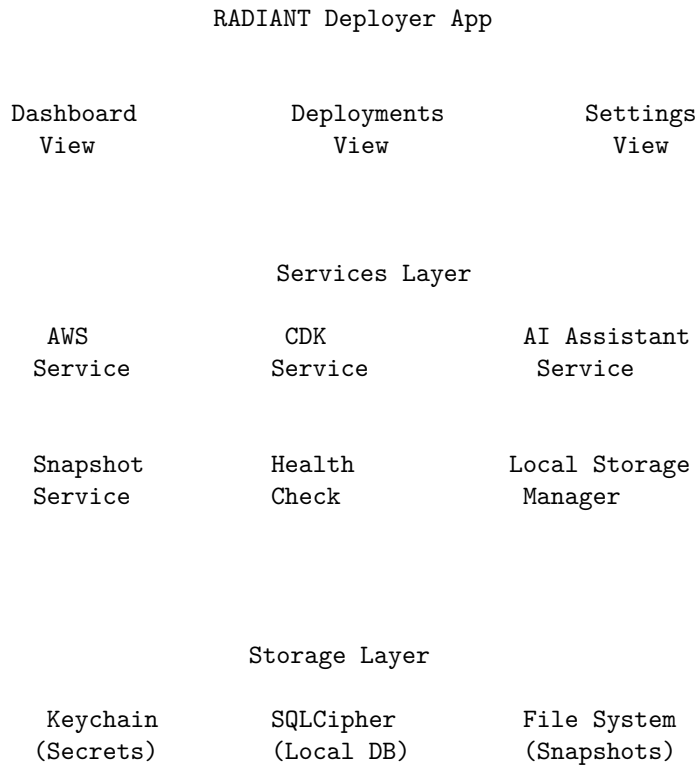 RADIANT Deployer App
Dashboard Deployments Settings
View View View
Services Layer
AWS CDK AI Assistant
Service Service Service
Snapshot Health Local Storage
Service Check Manager
Storage Layer
Keychain SQLCipher File System
(Secrets) (Local DB) (Snapshots)